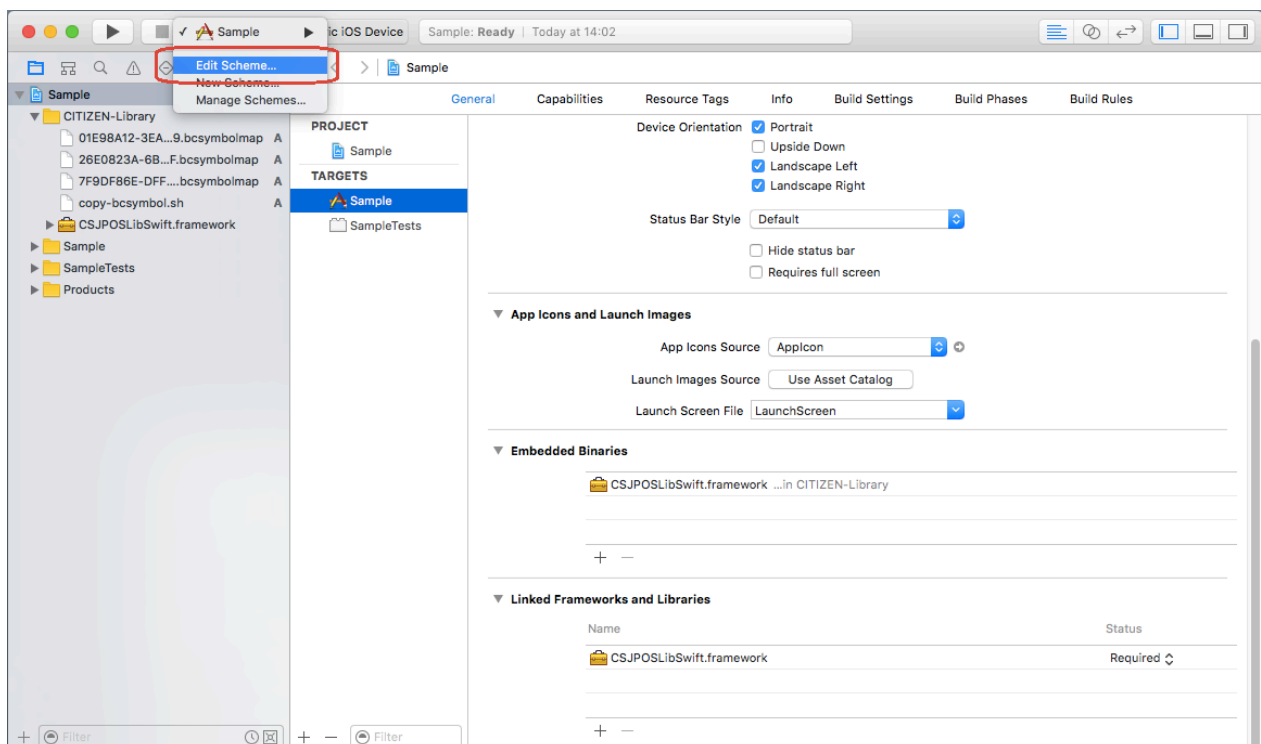 Sample
ic iOS Device
Sample: Ready | Today at 14:02
Edit Scheme...
New Scheme...
Manage Schemes...
Sample
Sample
CITIZEN-Library
01E98A12-3EA...9.bcsymbolmap A
26E0823A-6B...F.bcsymbolmap A
7F9DF86E-DFF....bcsymbolmap A
copy-bcsymbol.sh A
CSJPOSLibSwift.framework
Sample
SampleTests
Products
Filter
PROJECT
Sample
TARGETS
Sample
SampleTests
Filter
General Capabilities Resource Tags Info Build Settings Build Phases Build Rules
Device Orientation Portrait
Upside Down
Landscape Left
Landscape Right
Status Bar Style Default
Hide status bar
Requires full screen
App Icons and Launch Images
App Icons Source AppIcon
Launch Images Source Use Asset Catalog
Launch Screen File LaunchScreen
Embedded Binaries
CSJPOSLibSwift.framework ...in CITIZEN-Library
Linked Frameworks and Libraries
Name Status
CSJPOSLibSwift.framework Required